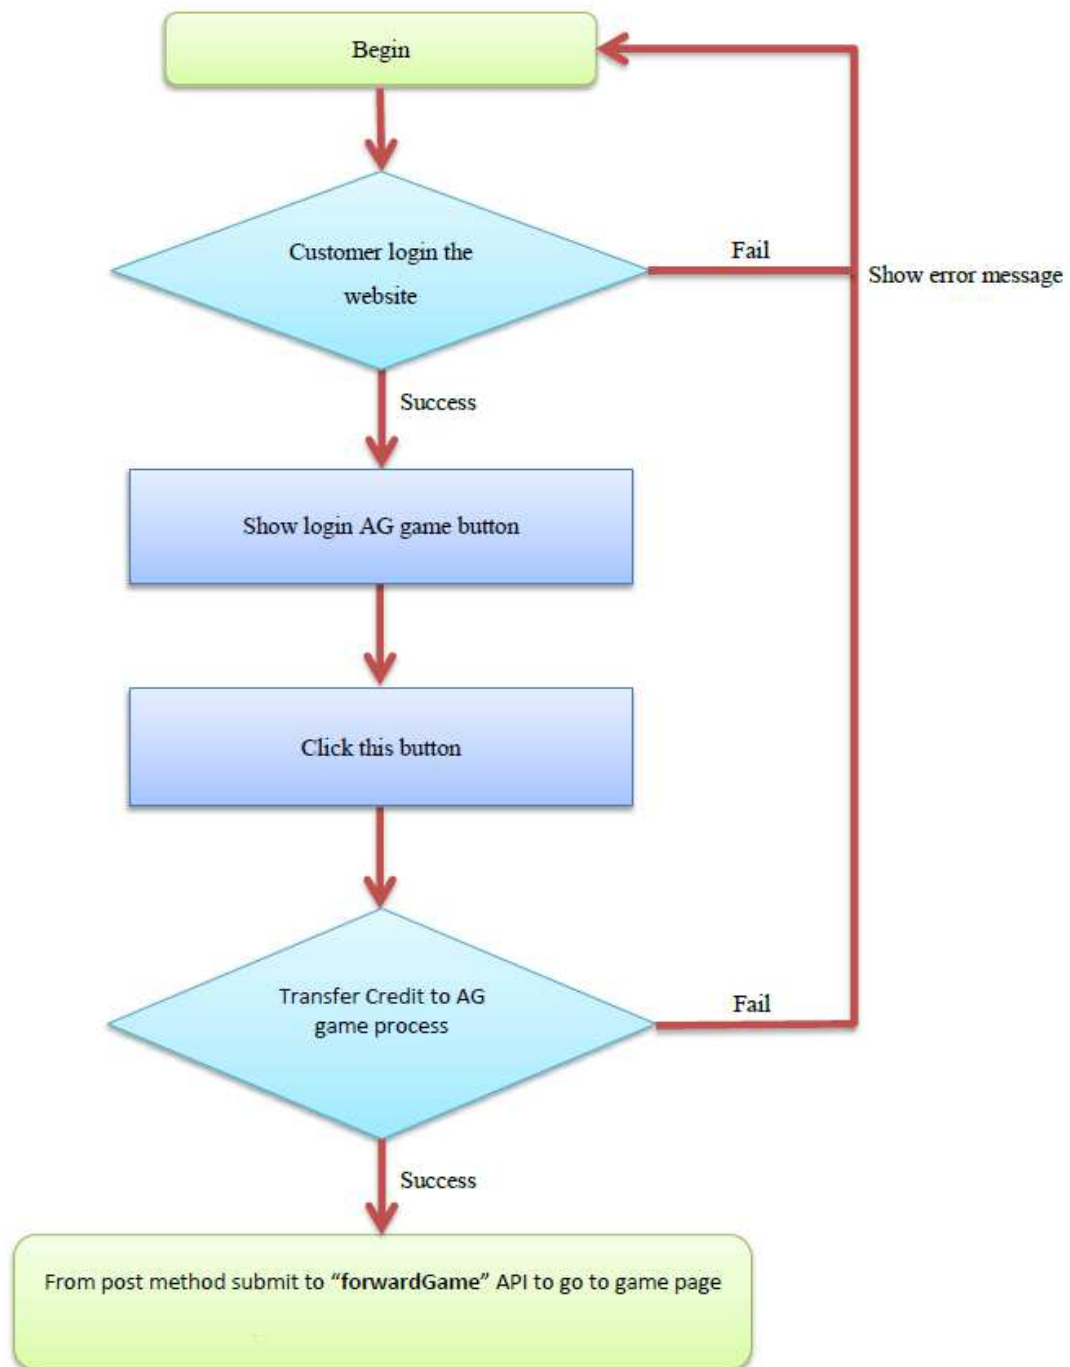 Begin
Customer login the
website
Fail
Show error message
Success
Show login AG game button
Click this button
Transfer Credit to AG
game process
Fail
Success
From post method submit to “forwardGame” API to go to game page